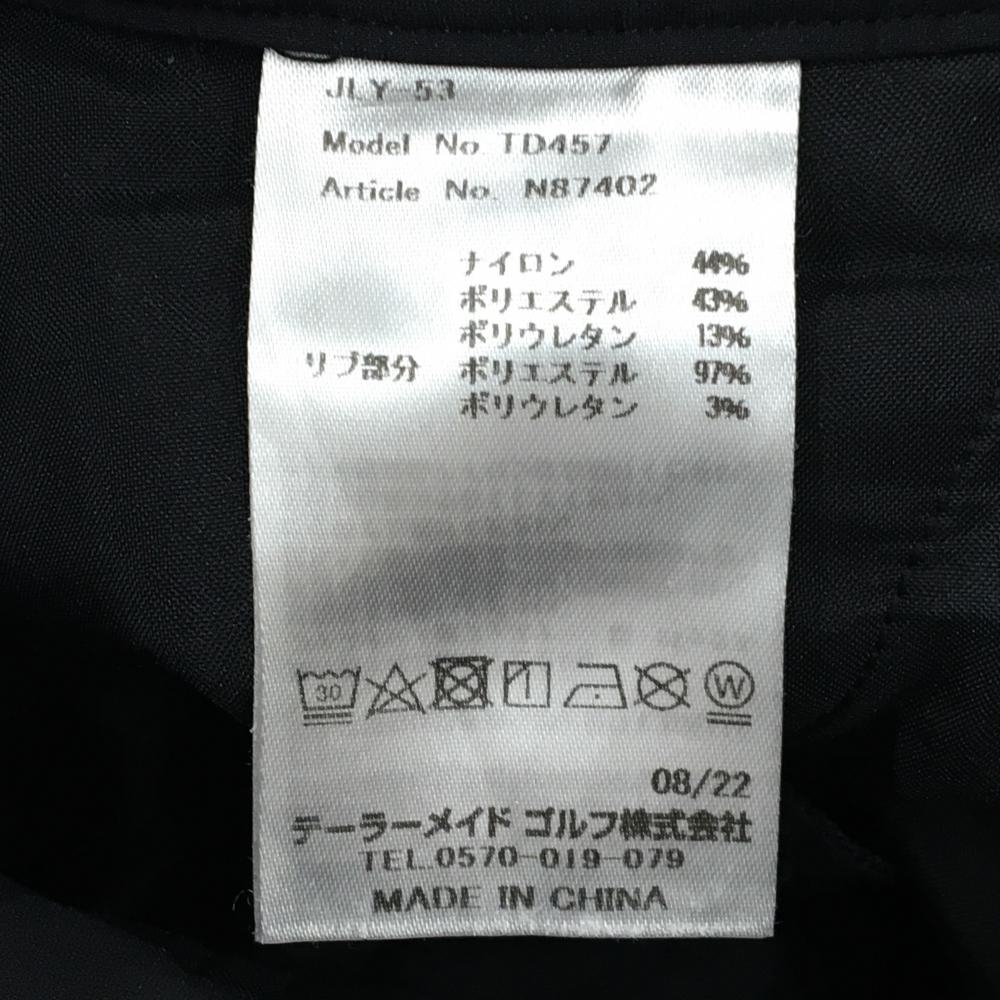 JLY-53
Model No TD457
Article No. N87402
ナイロン 44%
ポリエステル 43%
ポリウレタン 13%
リブ部分 ポリエステル 97%
ポリウレタン 3%
30 W
08/22
テーラーメイド ゴルフ株式会社
TEL.0570-019-079
MADE IN CHINA